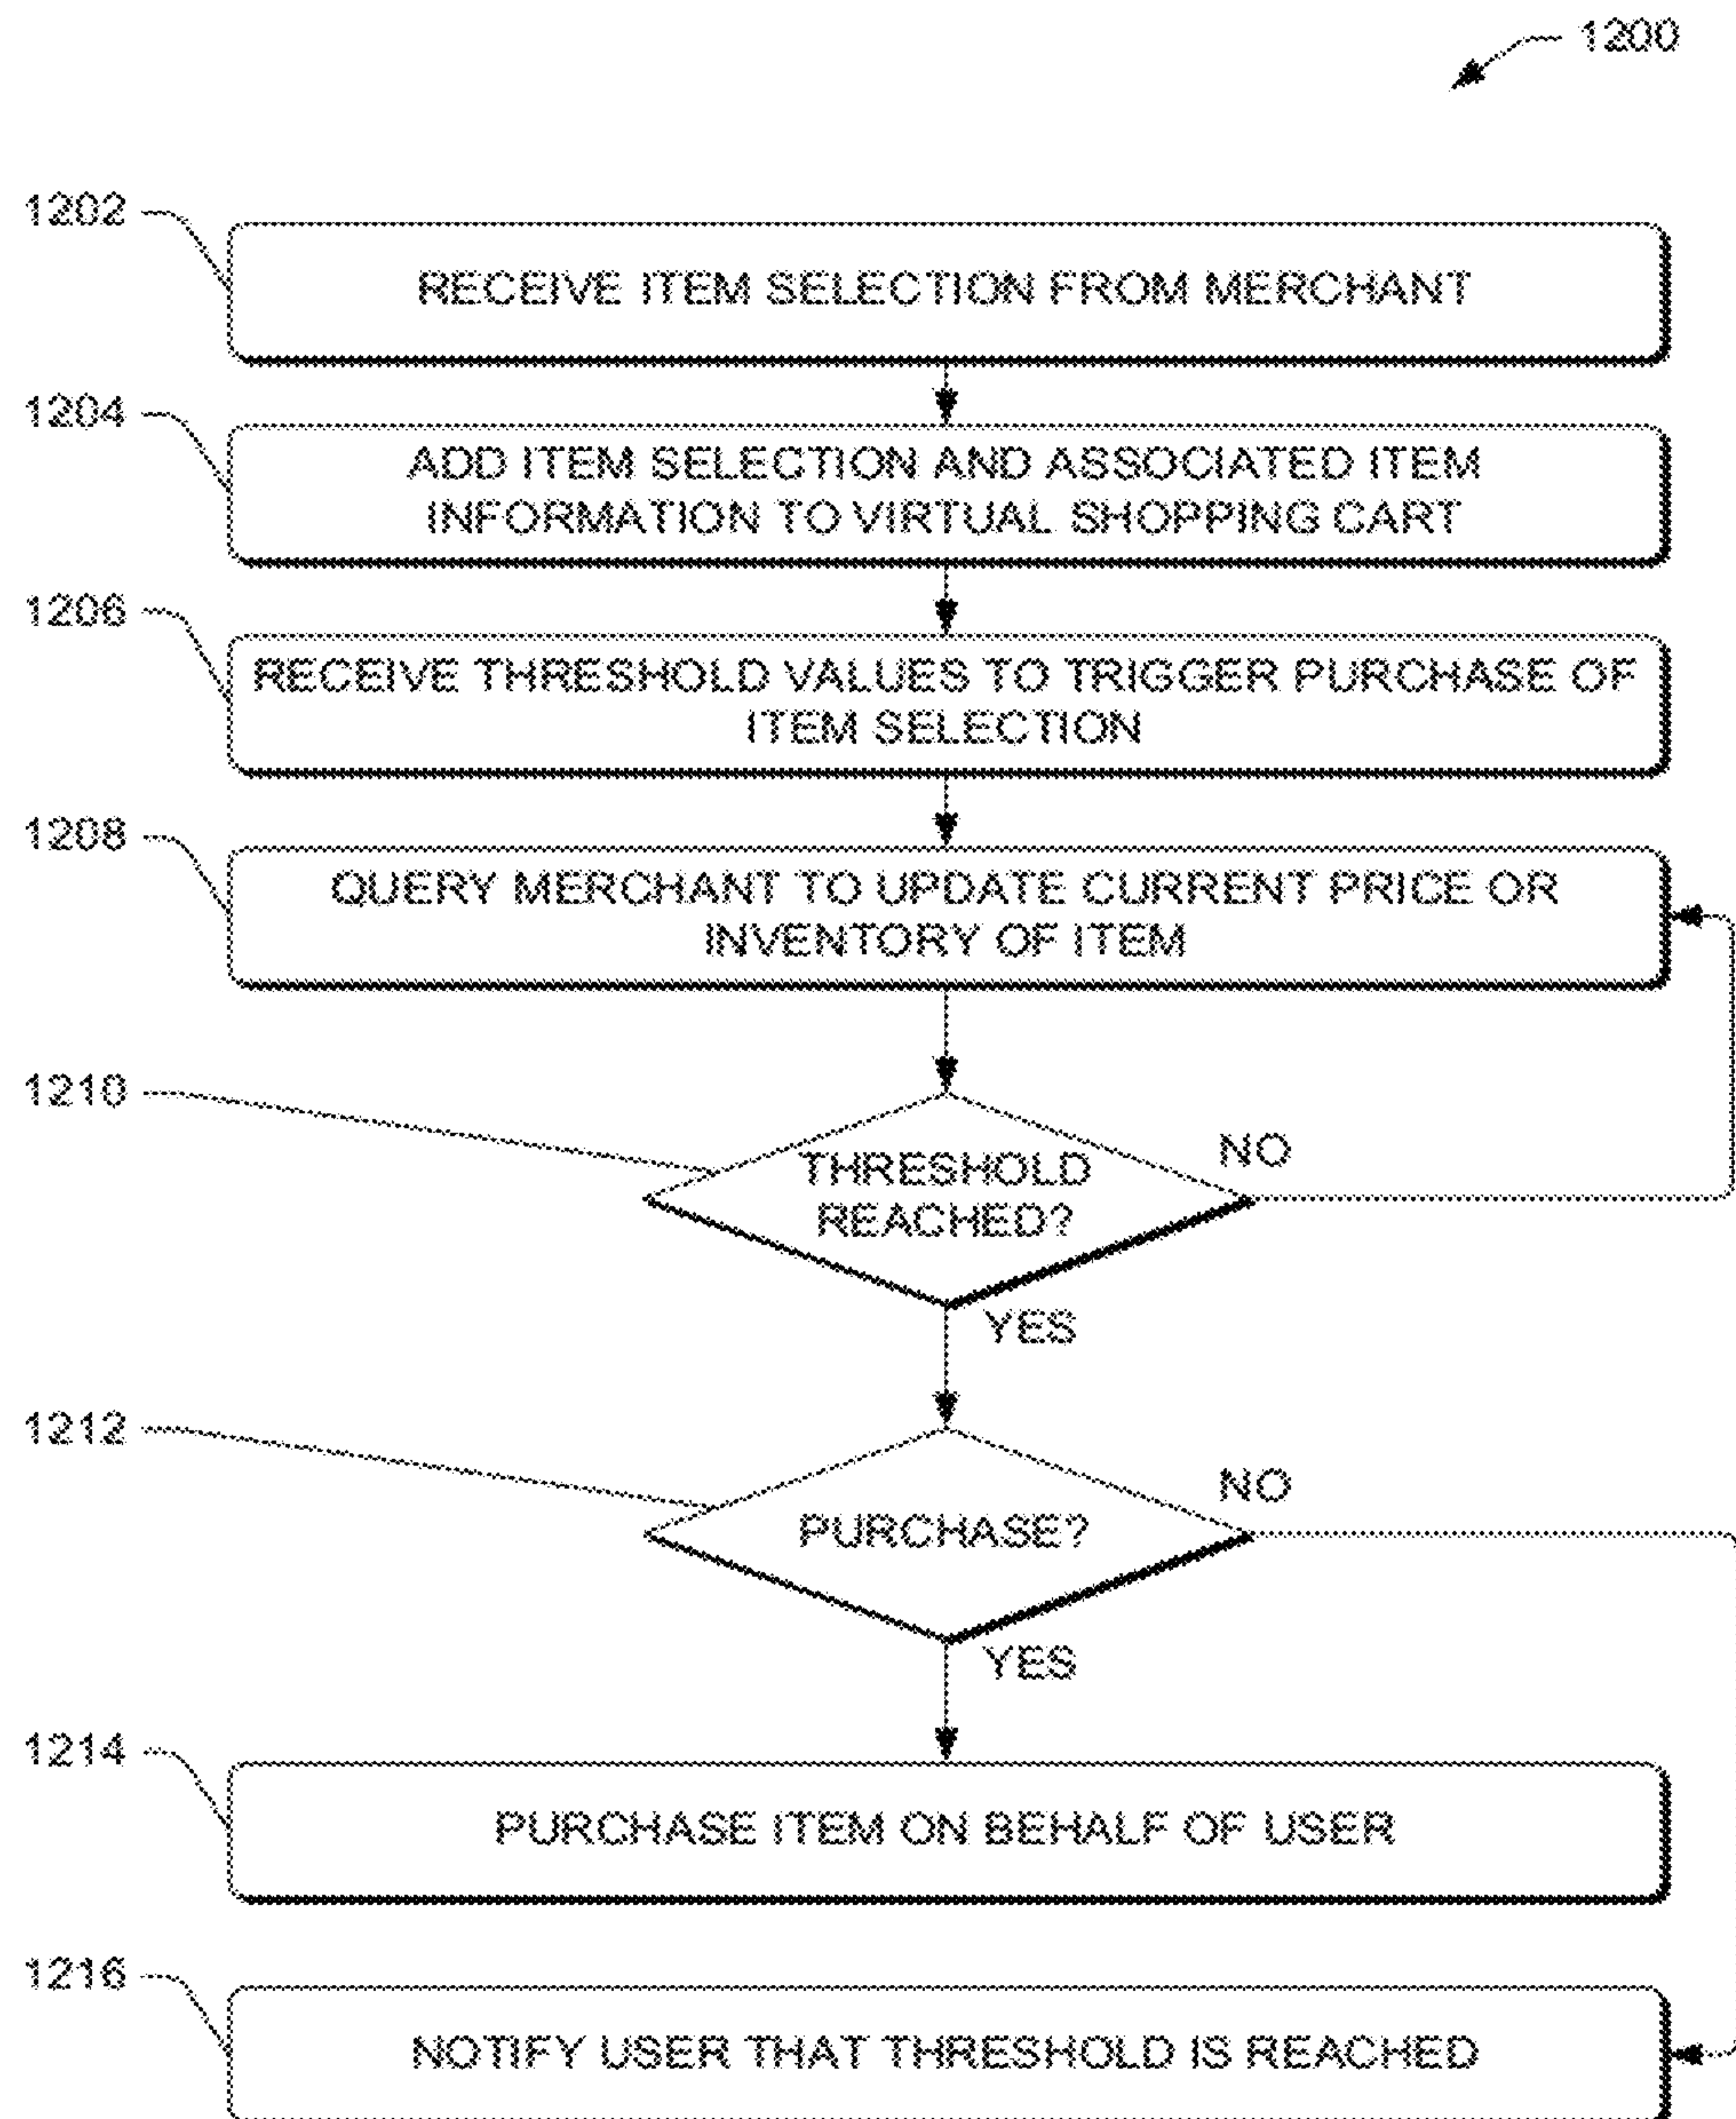 1200
1202
RECEIVE ITEM SELECTION FROM MERCHANT
1204
ADD ITEM SELECTION AND ASSOCIATED ITEM
INFORMATION TO VIRTUAL SHOPPING CART
1206
RECEIVE THRESHOLD VALUES TO TRIGGER PURCHASE OF
ITEM SELECTION
1208
QUERY MERCHANT TO UPDATE CURRENT PRICE OR
INVENTORY OF ITEM
1210
THRESHOLD
REACHED?
NO
YES
1212
PURCHASE?
NO
YES
1214
PURCHASE ITEM ON BEHALF OF USER
1216
NOTIFY USER THAT THRESHOLD IS REACHED